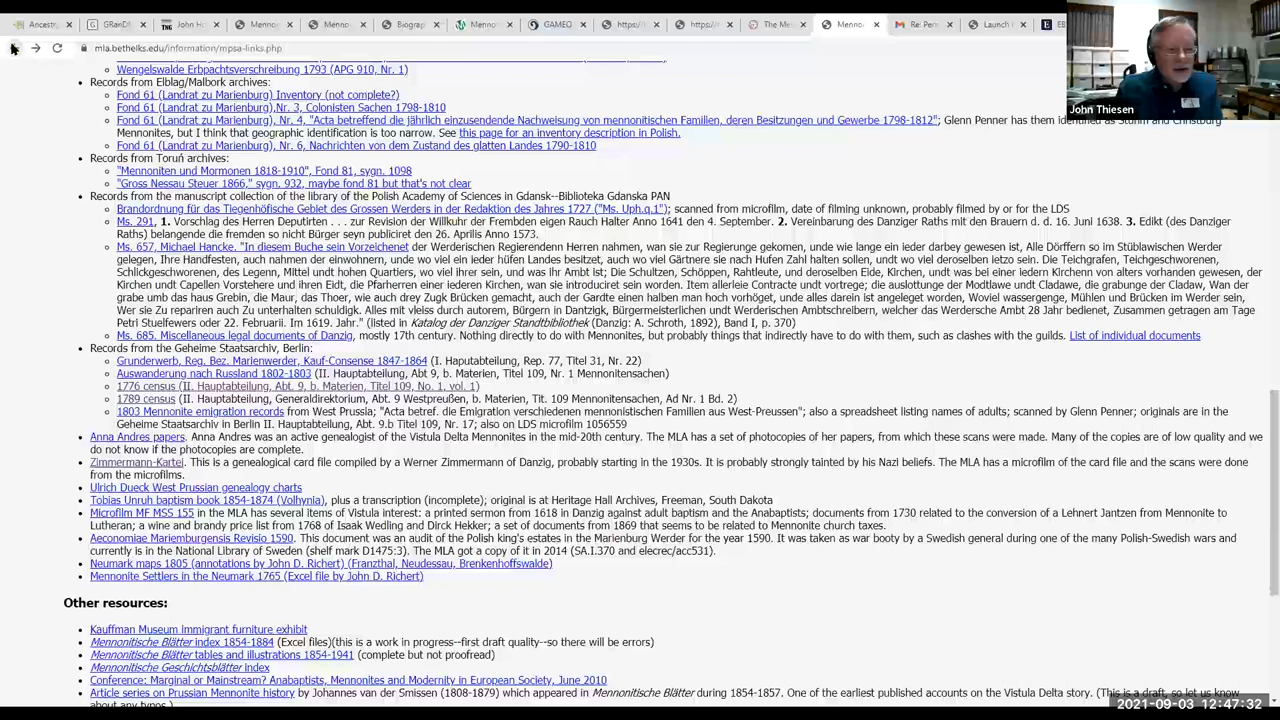 Ancestr
GRanD
John H
Mennon
Mennon
Biograp
Mennon
GAMEO
https://
https://
The Me
Menno
Re: Per
Launch
mla.bethelks.edu/information/mpsa-links.php
Wengelswalde Erbpachtsverschreibung 1793 (APG 910, Nr. 1)
Records from Elblag/Malbork archives:
Fond 61 (Landrat zu Marienburg) Inventory (not complete?)
Fond 61 (Landrat zu Marienburg),Nr. 3, Colonisten Sachen 1798-1810
Fond 61 (Landrat zu Marienburg), Nr. 4, "Acta betreffend die jährlich einzusendende Nachweisung von mennonitischen Familien, deren Besitzungen und Gewerbe 1798-1812"; Glenn Penner has them identified as Stuhm and Christburg
Mennonites, but I think that geographic identification is too narrow. See this page for an inventory description in Polish.
Fond 61 (Landrat zu Marienburg), Nr. 6, Nachrichten von dem Zustand des glatten Landes 1790-1810
Records from Toruń archives:
"Mennoniten und Mormonen 1818-1910", Fond 81, sygn. 1098
"Gross Nessau Steuer 1866," sygn. 932, maybe fond 81 but that's not clear
Records from the manuscript collection of the library of the Polish Academy of Sciences in Gdansk--Biblioteka Gdanska PAN
Brandordnung für das Tiegenhöfische Gebiet des Grossen Werders in der Redaktion des Jahres 1727 ("Ms. Uph.q.1"); scanned from microfilm, date of filming unknown, probably filmed by or for the LDS
Ms. 291, 1. Vorschlag des Herren Deputirten . . . zur Revision der Willkuhr der Frembden eigen Rauch Halter Anno 1641 den 4. September. 2. Vereinbarung des Danziger Raths mit den Brauern d. d. 16. Juni 1638. 3. Edikt (des Danziger
Raths) belangende die fremden so nicht Bürger seyn publiciret den 26. Aprilis Anno 1573.
Ms. 657, Michael Hancke. "In diesem Buche sein Vorzeichenet der Werderischen Regierendenn Herren nahmen, wan sie zur Regierunge gekomen, unde wie lange ein ieder darbey gewesen ist, Alle Dörffern so im Stüblawischen Werder
gelegen, Ihre Handfesten, auch nahmen der einwohnern, unde wo viel ein ieder hüfen Landes besitzet, auch wo viel Gärtnere sie nach Hufen Zahl halten sollen, undt wo viel deroselben ietzo sein. Die Teichgrafen, Teichgeschworenen,
Schlickgeschworenen, des Legenn, Mittel undt hohen Quartiers, wo viel ihrer sein, und was ihr Ambt ist; Die Schultzen, Schöppen, Rahtleute, und deroselben Eide, Kirchen, undt was bei einer iedern Kirchenn von alters vorhanden gewesen, der
Kirchen undt Capellen Vorstehere und ihren Eidt, die Pfarherren einer iederen Kirchen, wan sie introduciret sein worden. Item allerleie Contracte undt vortrege; die auslottunge der Modtlawe undt Cladawe, die grabunge der Cladaw, Wan der
grabe umb das haus Grebin, die Maur, das Thoer, wie auch drey Zugk Brücken gemacht, auch der Gardte einen halben man hoch vorhöget, unde alles darein ist angeleget worden, Woviel wassergenge, Mühlen und Brücken im Werder sein,
Wer sie Zu repariren auch Zu unterhalten schuldigk. Alles mit vleiss durch autorem, Bürgern in Dantzigk, Bürgermeisterlichen undt Werderischen Ambtschreibern, welcher das Werdersche Ambt 28 Jahr bedienet, Zusammen getragen am Tage
Petri Stuelfewers oder 22. Februarii. Im 1619. Jahr." (listed in Katalog der Danziger Standtbibliothek (Danzig: A. Schroth, 1892), Band I, p. 370)
Ms. 685. Miscellaneous legal documents of Danzig, mostly 17th century. Nothing directly to do with Mennonites, but probably things that indirectly have to do with them, such as clashes with the guilds. List of individual documents
Records from the Geheime Staatsarchiv, Berlin:
Grunderwerb, Reg. Bez. Marienwerder, Kauf-Consense 1847-1864 (I. Haputabteilung, Rep. 77, Titel 31, Nr. 22)
Auswanderung nach Russland 1802-1803 (II. Hauptabteilung, Abt 9, b. Materien, Titel 109, Nr. 1 Mennonitensachen)
1776 census (II. Hauptabteilung, Abt. 9, b. Materien, Titel 109, No. 1, vol. 1)
1789 census (II. Hauptabteilung, Generaldirektorium, Abt. 9 Westpreußen, b. Materien, Tit. 109 Mennonitensachen, Ad Nr. 1 Bd. 2)
1803 Mennonite emigration records from West Prussia; "Acta betref. die Emigration verschiedenen mennonistischen Familien aus West-Preussen"; also a spreadsheet listing names of adults; scanned by Glenn Penner; originals are in the
Geheime Staatsarchiv in Berlin II. Hauptabteilung, Abt. 9.b Titel 109, Nr. 17; also on LDS microfilm 1056559
Anna Andres papers. Anna Andres was an active genealogist of the Vistula Delta Mennonites in the mid-20th century. The MLA has a set of photocopies of her papers, from which these scans were made. Many of the copies are of low quality and we
do not know if the photocopies are complete.
Zimmermann-Kartei. This is a genealogical card file compiled by a Werner Zimmermann of Danzig, probably starting in the 1930s. It is probably strongly tainted by his Nazi beliefs. The MLA has a microfilm of the card file and the scans were done
from the microfilms.
Ulrich Dueck West Prussian genealogy charts
Tobias Unruh baptism book 1854-1874 (Volhynia), plus a transcription (incomplete); original is at Heritage Hall Archives, Freeman, South Dakota
Microfilm MF MSS 155 in the MLA has several items of Vistula interest: a printed sermon from 1618 in Danzig against adult baptism and the Anabaptists; documents from 1730 related to the conversion of a Lehnert Jantzen from Mennonite to
Lutheran; a wine and brandy price list from 1768 of Isaak Wedling and Dirck Hekker; a set of documents from 1869 that seems to be related to Mennonite church taxes.
Aeconomiae Marienburgensis Revisio 1590. This document was an audit of the Polish king's estates in the Marienburg Werder for the year 1590. It was taken as war booty by a Swedish general during one of the many Polish-Swedish wars and
currently is in the National Library of Sweden (shelf mark D1475:3). The MLA got a copy of it in 2014 (SA.I.370 and elecrec/acc531).
Neumark maps 1805 (annotations by John D. Richert) (Franzthal, Neudessau, Brenkenhoffswalde)
Mennonite Settlers in the Neumark 1765 (Excel file by John D. Richert)
Other resources:
Kauffman Museum Immigrant furniture exhibit
Mennonitische Blätter index 1854-1884 (Excel files)(this is a work in progress--first draft quality--so there will be errors)
Mennonitische Blätter tables and illustrations 1854-1941 (complete but not proofread)
Mennonitische Geschichtsblätter index
Conference: Marginal or Mainstream? Anabaptists, Mennonites and Modernity in European Society, June 2010
Article series on Prussian Mennonite history by Johannes van der Smissen (1808-1879) which appeared in Mennonitische Blätter during 1854-1857. One of the earliest published accounts on the Vistula Delta story. (This is a draft, so let us know
about any typos.)
John Thiesen
2021-09-03 12:47:32